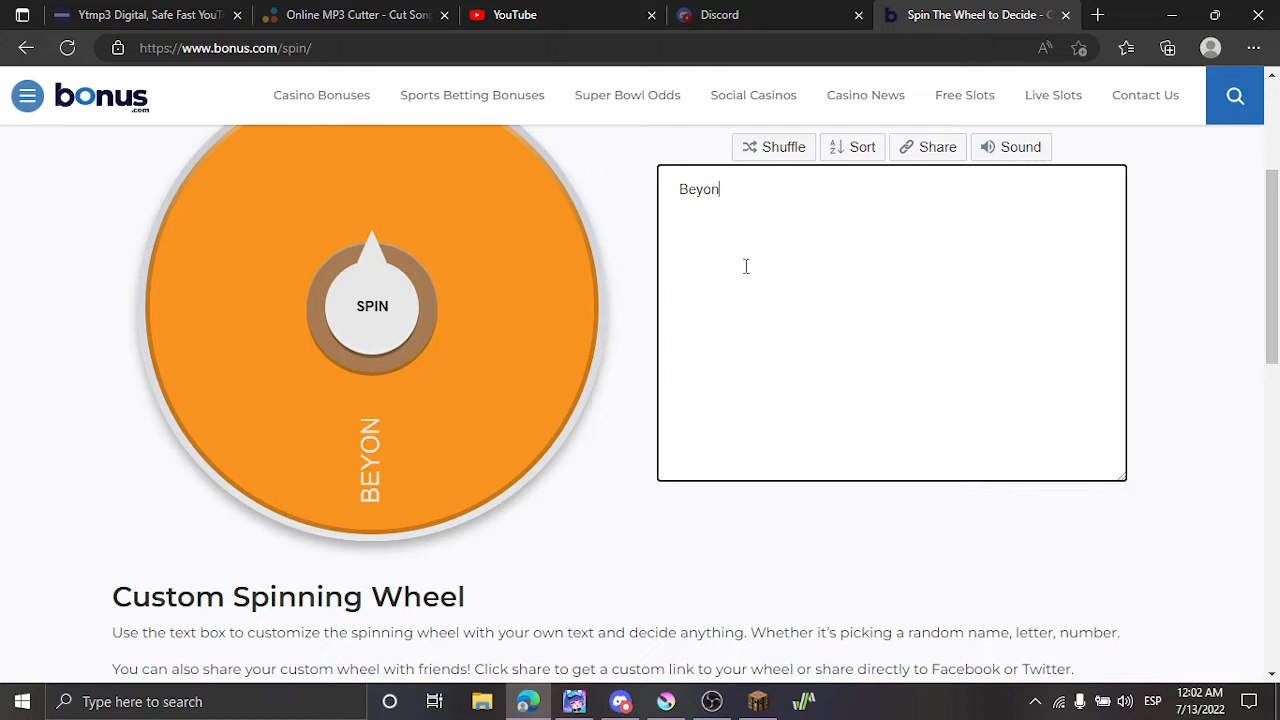 Ytmp3 Digital, Safe Fast YouT
Online MP3 Cutter - Cut Song
YouTube
Discord
Spin The Wheel to Decide - C
https://www.bonus.com/spin/
bonus
.com
Casino Bonuses
Sports Betting Bonuses
Super Bowl Odds
Social Casinos
Casino News
Free Slots
Live Slots
Contact Us
Shuffle
Sort
Share
Sound
Beyon
SPIN
BEYON
Custom Spinning Wheel
Use the text box to customize the spinning wheel with your own text and decide anything. Whether it’s picking a random name, letter, number.
You can also share your custom wheel with friends! Click share to get a custom link to your wheel or share directly to Facebook or Twitter.
Type here to search
ESP
12:02 AM
7/13/2022